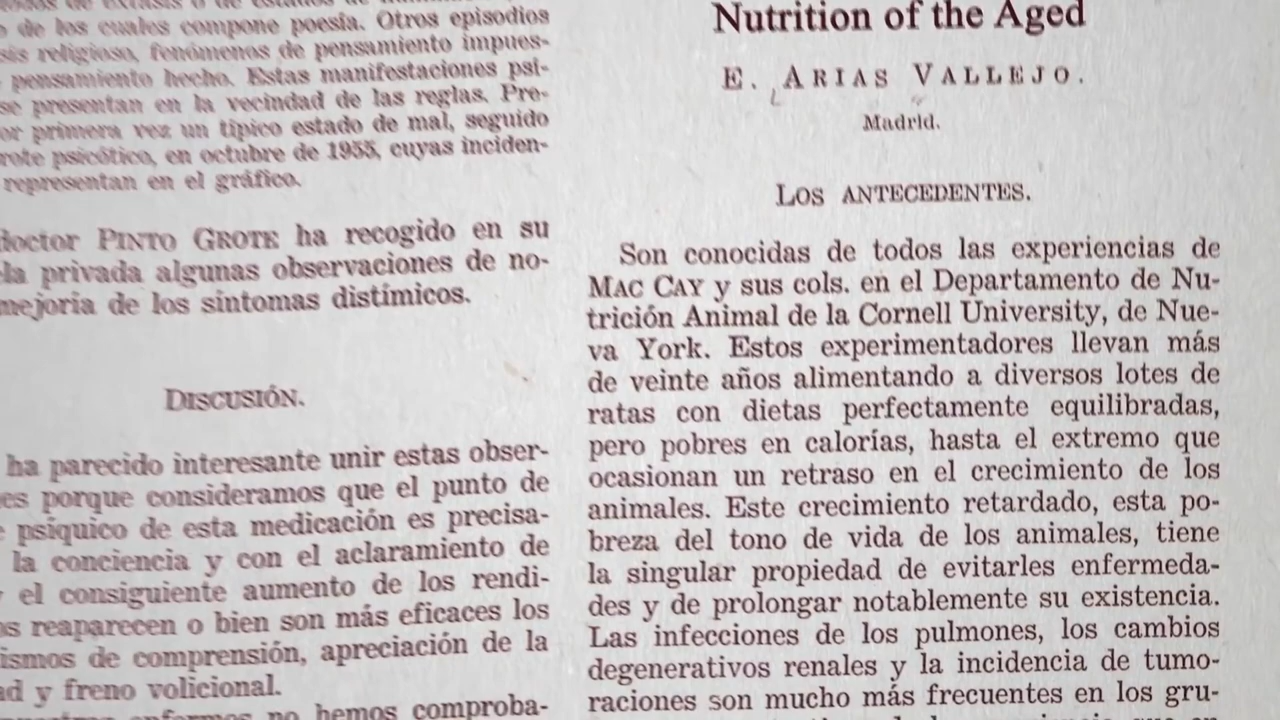 de los cuales compone poesía. Otros episodios
religioso, fenómenos de pensamiento impues-
pensamiento hecho. Estas manifestaciones psí-
se presentan en la vecindad de las reglas. Pre-
or primera vez un típico estado de mal, seguido
rote psicótico, en octubre de 1955, cuyas inciden-
representan en el gráfico.
doctor PINTO GROTE ha recogido en su
la privada algunas observaciones de no-
mejoría de los síntomas distímicos.
DISCUSIÓN.
ha parecido interesante unir estas obser-
es porque consideramos que el punto de
psíquico de esta medicación es precisa-
la conciencia y con el aclaramiento de
el consiguiente aumento de los rendi-
os reaparecen o bien son más eficaces los
ismos de comprensión, apreciación de la
ad y freno volicional.
enfermos no hemos comproba-
Nutrition of the Aged
E. ARIAS VALLEJO.
Madrid.
LOS ANTECEDENTES.
Son conocidas de todos las experiencias de
MAC CAY y sus cols. en el Departamento de Nu-
trición Animal de la Cornell University, de Nue-
va York. Estos experimentadores llevan más
de veinte años alimentando a diversos lotes de
ratas con dietas perfectamente equilibradas,
pero pobres en calorías, hasta el extremo que
ocasionan un retraso en el crecimiento de los
animales. Este crecimiento retardado, esta po-
breza del tono de vida de los animales, tiene
la singular propiedad de evitarles enfermeda-
des y de prolongar notablemente su existencia.
Las infecciones de los pulmones, los cambios
degenerativos renales y la incidencia de tumo-
raciones son mucho más frecuentes en los gru-